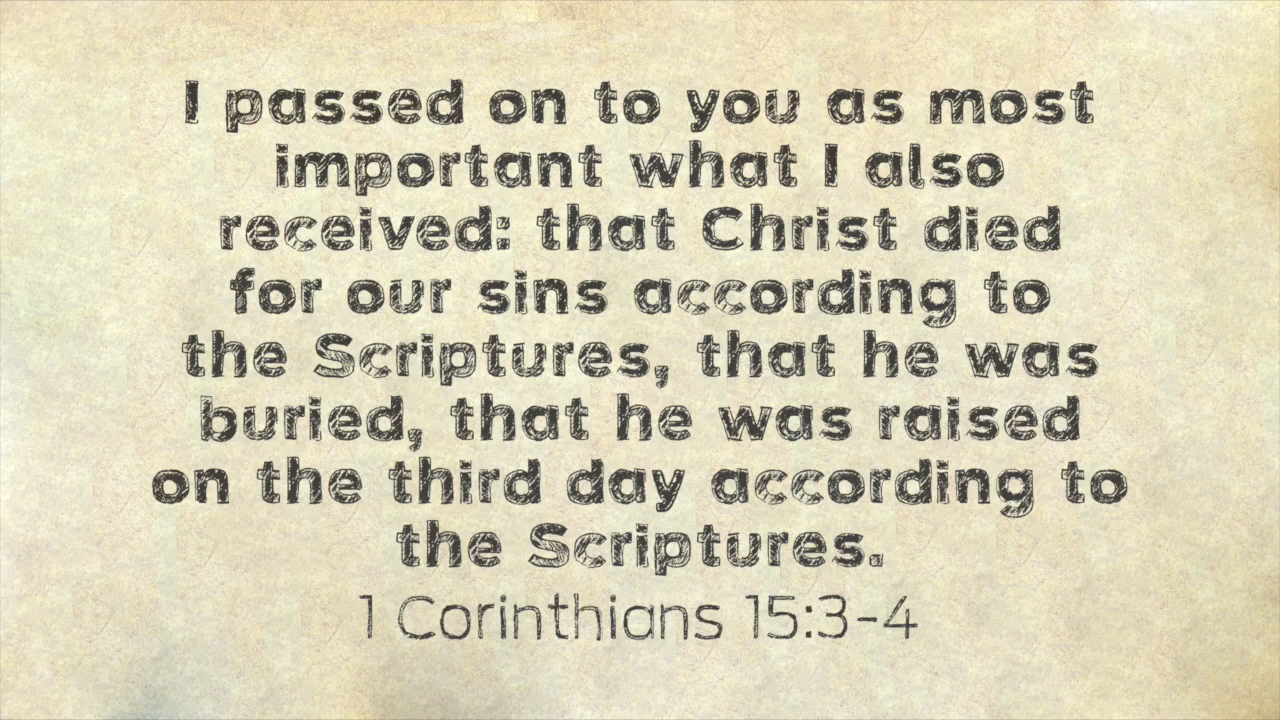 I passed on to you as most
important what I also
received: that Christ died
for our sins according to
the Scriptures, that he was
buried, that he was raised
on the third day according to
the Scriptures.
1 Corinthians 15:3-4